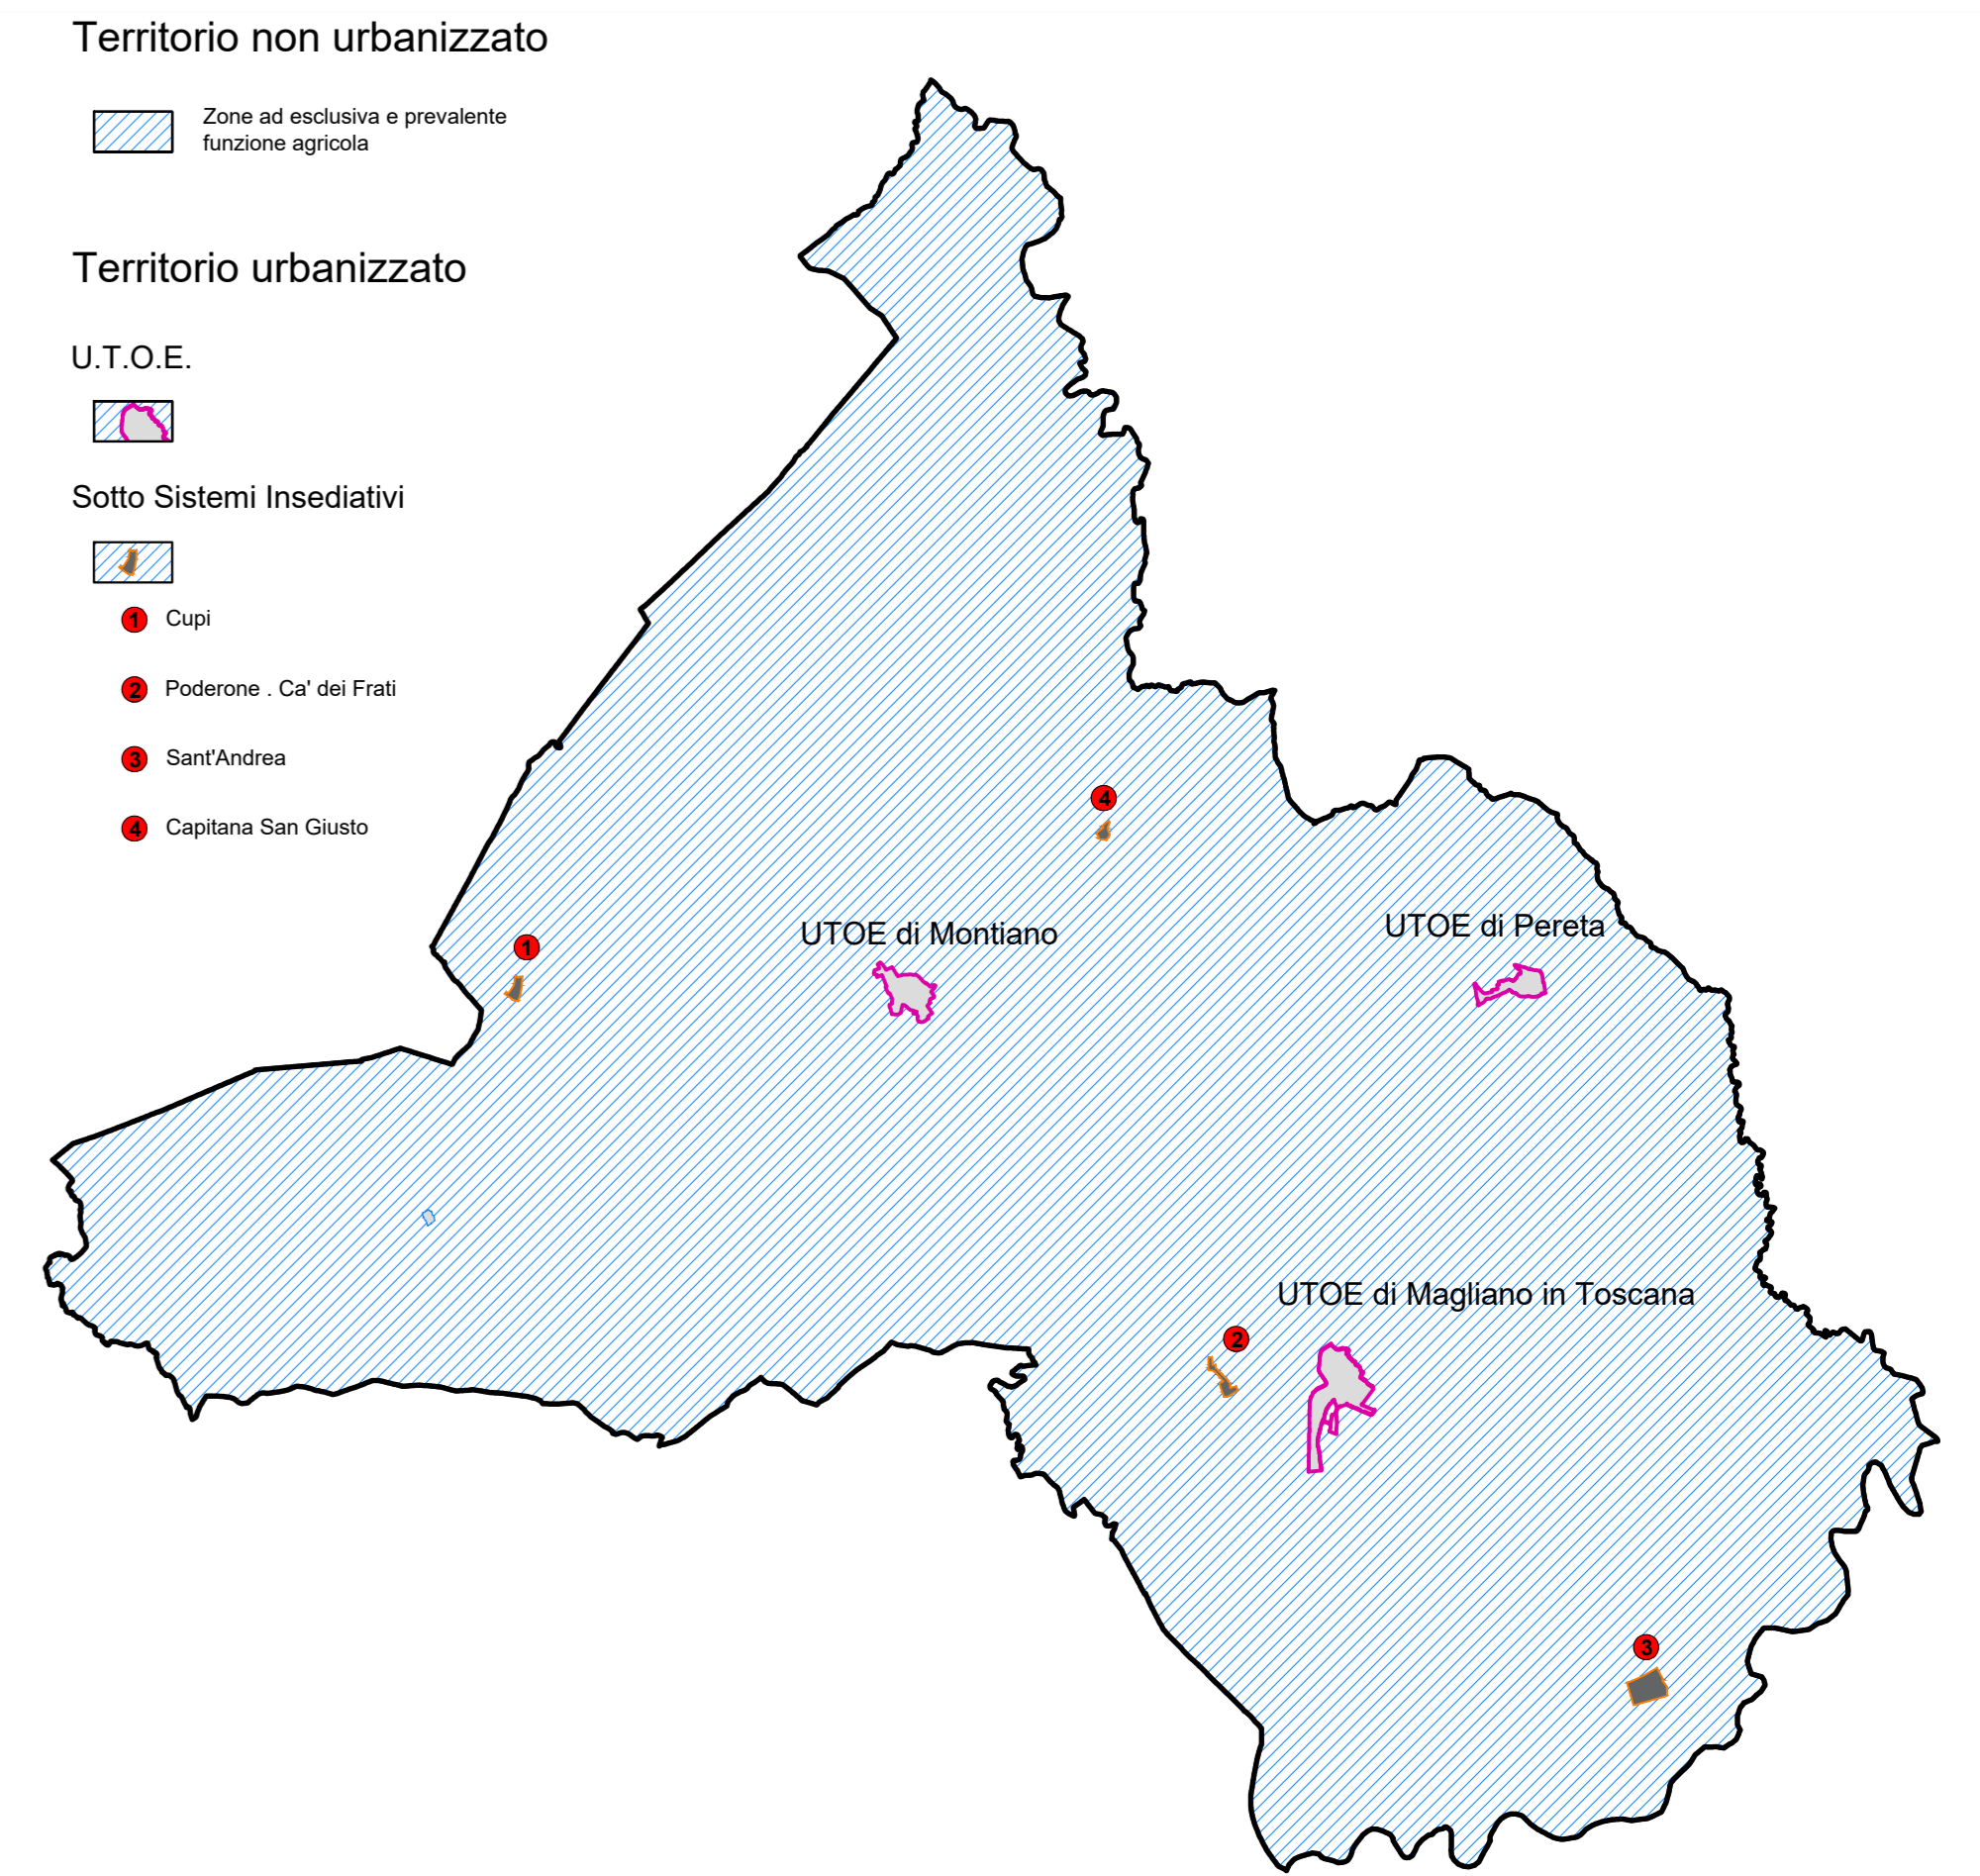 Territorio non urbanizzato
Zone ad esclusiva e prevalente
funzione agricola
Territorio urbanizzato
U.T.O.E.
Sotto Sistemi Insediativi
1 Cupi
2 Poderone . Ca' dei Frati
3 Sant'Andrea
4 Capitana San Giusto
4
1
UTOE di Montiano
UTOE di Pereta
UTOE di Magliano in Toscana
2
3